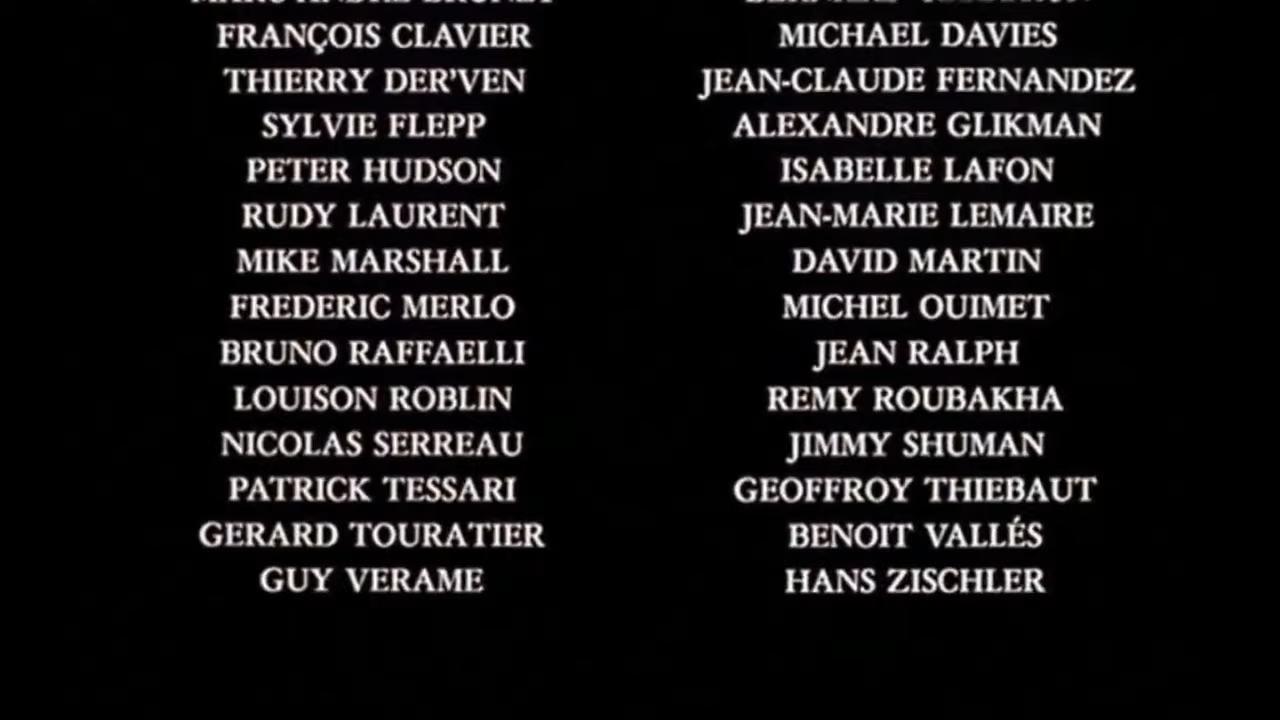 FRANÇOIS CLAVIER MICHAEL DAVIES
THIERRY DER'VEN JEAN-CLAUDE FERNANDEZ
SYLVIE FLEPP ALEXANDRE GLIKMAN
PETER HUDSON ISABELLE LAFON
RUDY LAURENT JEAN-MARIE LEMAIRE
MIKE MARSHALL DAVID MARTIN
FREDERIC MERLO MICHEL OUIMET
BRUNO RAFFAELLI JEAN RALPH
LOUISON ROBLIN REMY ROUBAKHA
NICOLAS SERREAU JIMMY SHUMAN
PATRICK TESSARI GEOFFROY THIEBAUT
GERARD TOURATIER BENOIT VALLÉS
GUY VERAME HANS ZISCHLER